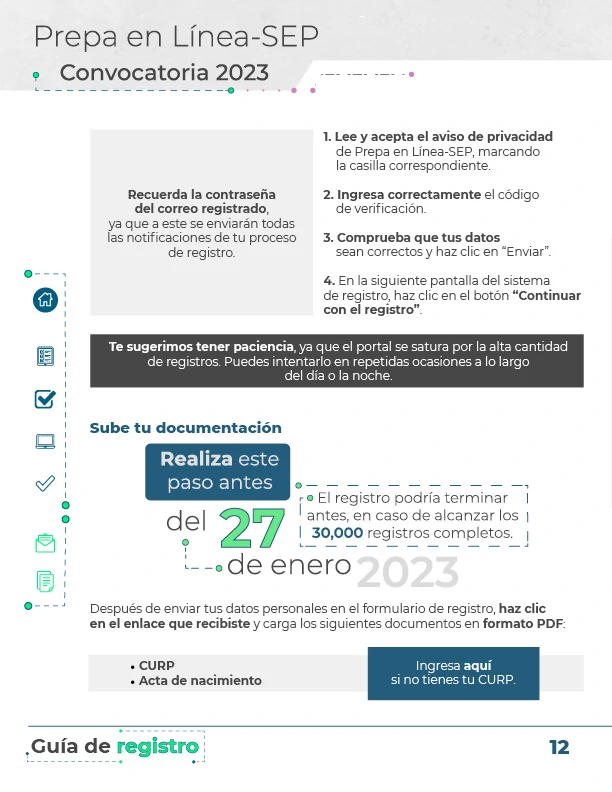 Prepa en Línea-SEP
Convocatoria 2023
Recuerda la contraseña
del correo registrado,
ya que a este se enviarán todas
las notificaciones de tu proceso
de registro.
1. Lee y acepta el aviso de privacidad
de Prepa en Línea-SEP, marcando
la casilla correspondiente.
2. Ingresa correctamente el código
de verificación.
3. Comprueba que tus datos
sean correctos y haz clic en “Enviar”.
4. En la siguiente pantalla del sistema
de registro, haz clic en el botón “Continuar
con el registro”.
Te sugerimos tener paciencia, ya que el portal se satura por la alta cantidad
de registros. Puedes intentarlo en repetidas ocasiones a lo largo
del día o la noche.
Sube tu documentación
Realiza este
paso antes
del 27
de enero 2023
El registro podría terminar
antes, en caso de alcanzar los
30,000 registros completos.
Después de enviar tus datos personales en el formulario de registro, haz clic
en el enlace que recibiste y carga los siguientes documentos en formato PDF:
• CURP
• Acta de nacimiento
Ingresa aquí
si no tienes tu CURP.
Guía de registro
12